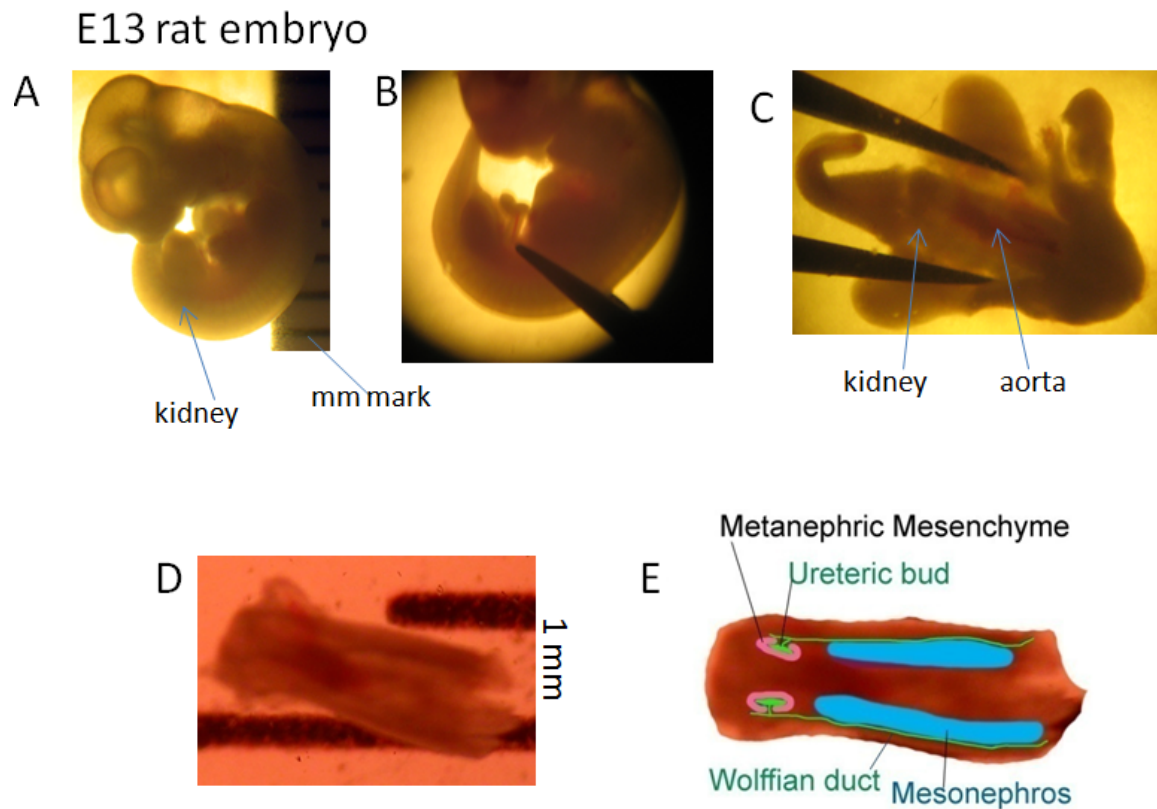 E13 rat embryo
A
B
C
kidney
mm mark
kidney
aorta
D
1 mm
E
Metanephric Mesenchyme
Ureteric bud
Wolffian duct
Mesonephros